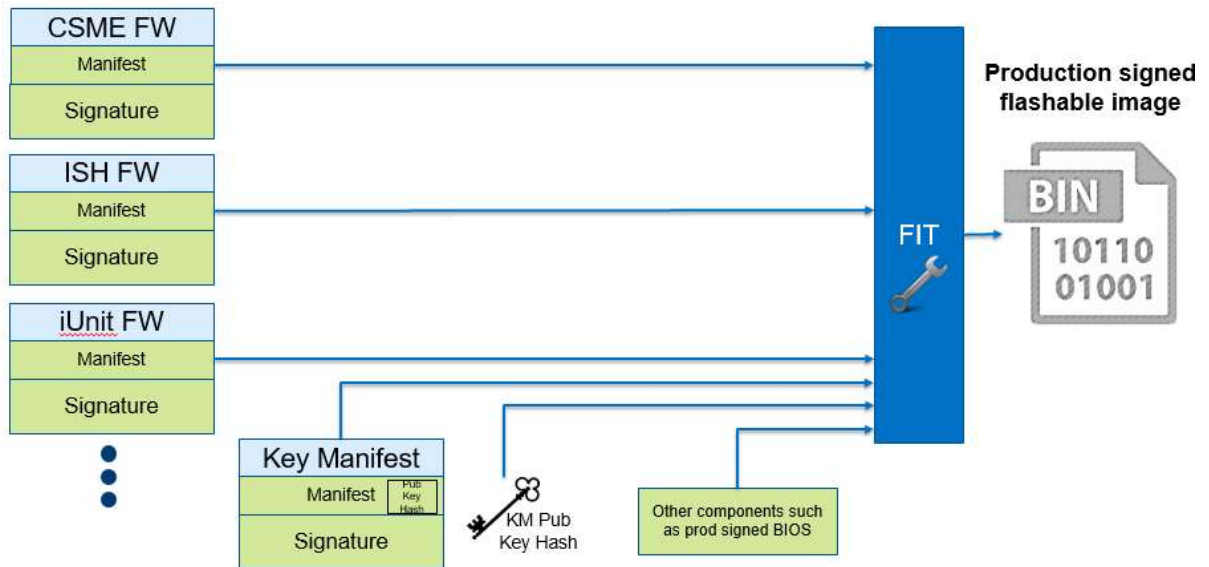 CSME FW
Manifest
Signature
ISH FW
Manifest
Signature
iUnit FW
Manifest
Signature
Key Manifest
Manifest
Pub
Key
Hash
Signature
KM Pub
Key Hash
Other components such
as prod signed BIOS
FIT
Production signed
flashable image
BIN
10110
01001